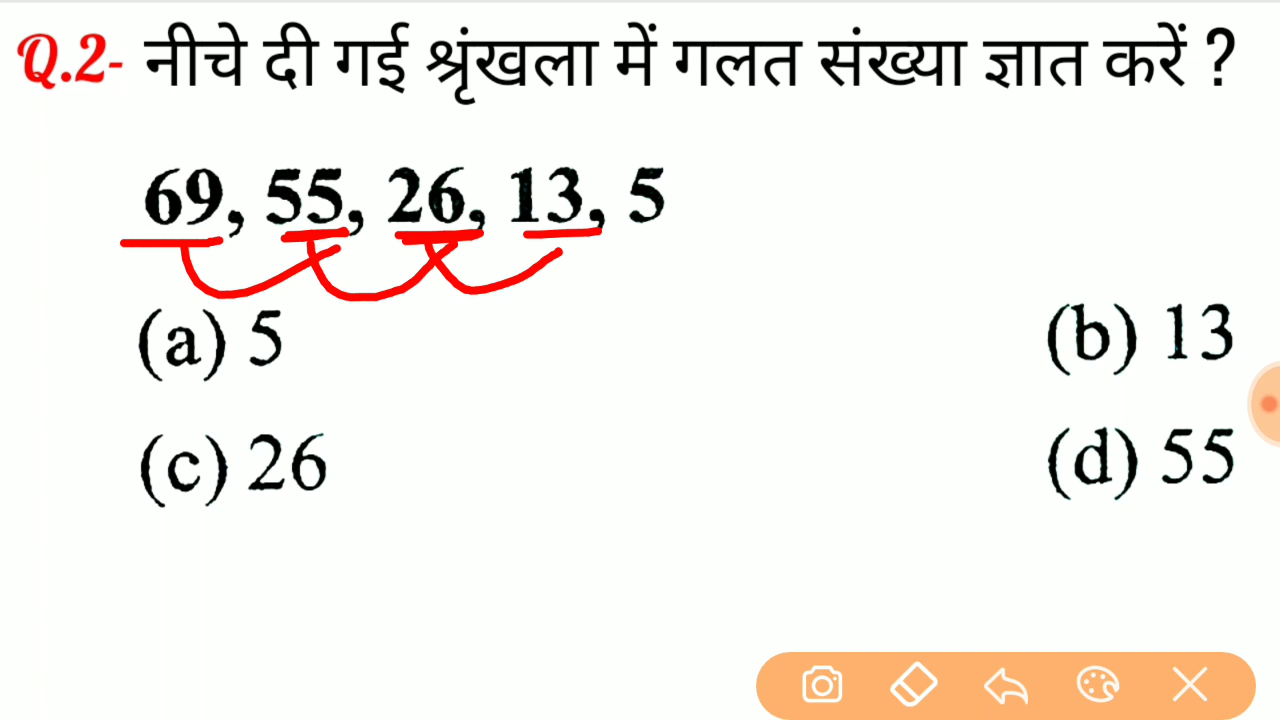 Q.2- नीचे दी गई श्रृंखला में गलत संख्या ज्ञात करें ?
69, 55, 26, 13, 5
(a) 5 (b) 13
(c) 26 (d) 55